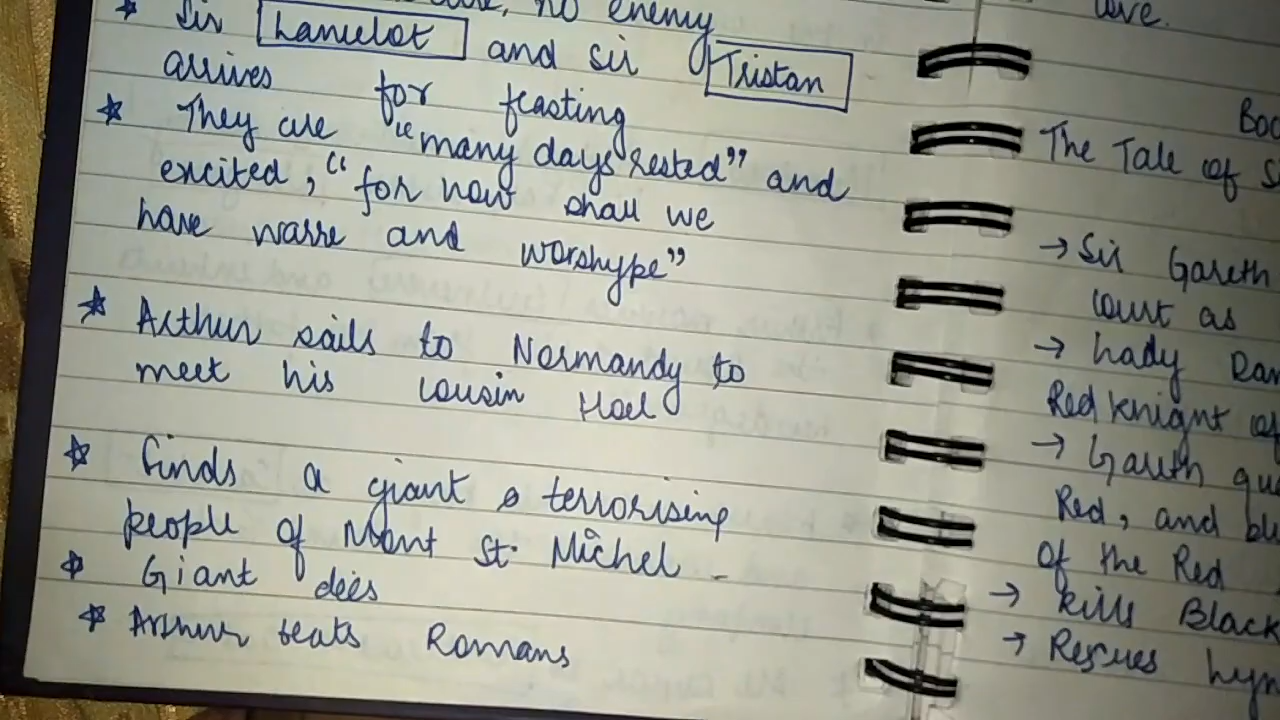 no enemy
* Sir Lancelot and Sir Tristan
arrives for feasting
* They are "many days rested" and
excited, "for now shall we
have warre and worshype"
* Arthur sails to Normandy to
meet his cousin Hoel
* Finds a giant terrorising
people of Mont St. Michel
* Giant dies
* Arthur beats Romans
love.
The Tale of
→ Sir Gareth
court as
→ Lady
Red Knight of
→ Gareth
Red, and
of the Red
→ Kills Black
→ Rescues